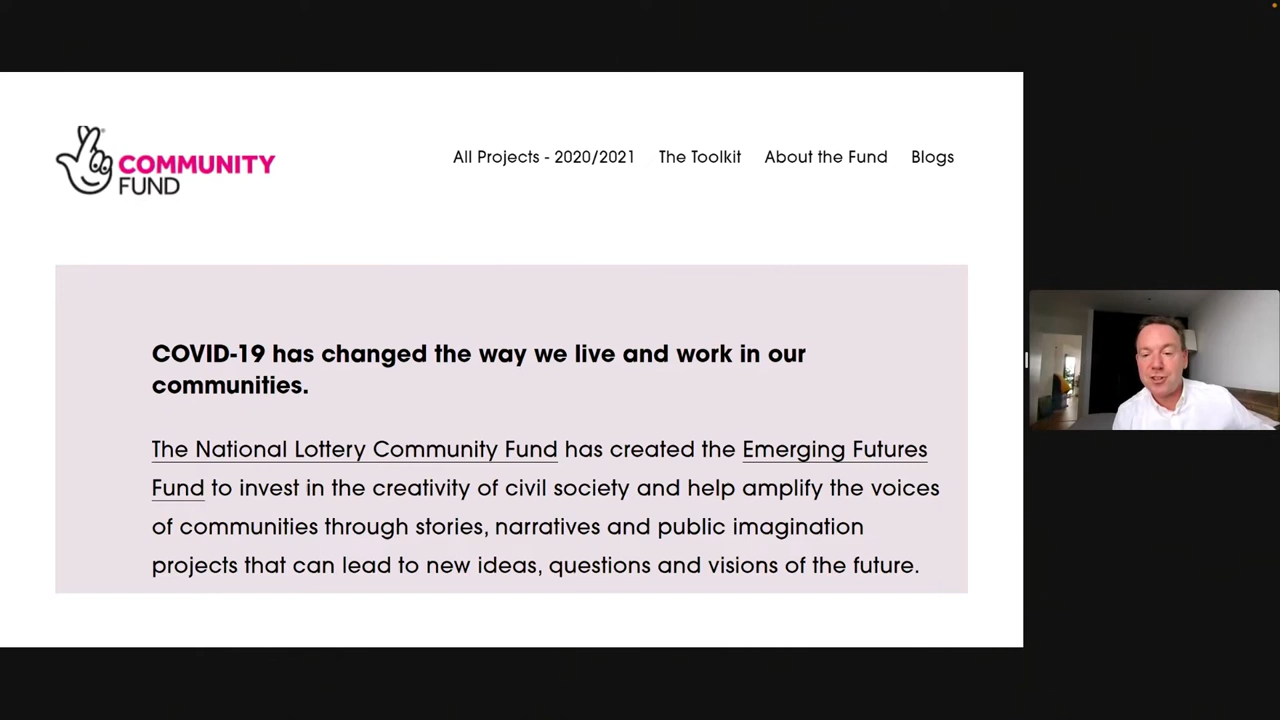 COMMUNITY
FUND
All Projects - 2020/2021 The Toolkit About the Fund Blogs
COVID-19 has changed the way we live and work in our
communities.
The National Lottery Community Fund has created the Emerging Futures
Fund to invest in the creativity of civil society and help amplify the voices
of communities through stories, narratives and public imagination
projects that can lead to new ideas, questions and visions of the future.